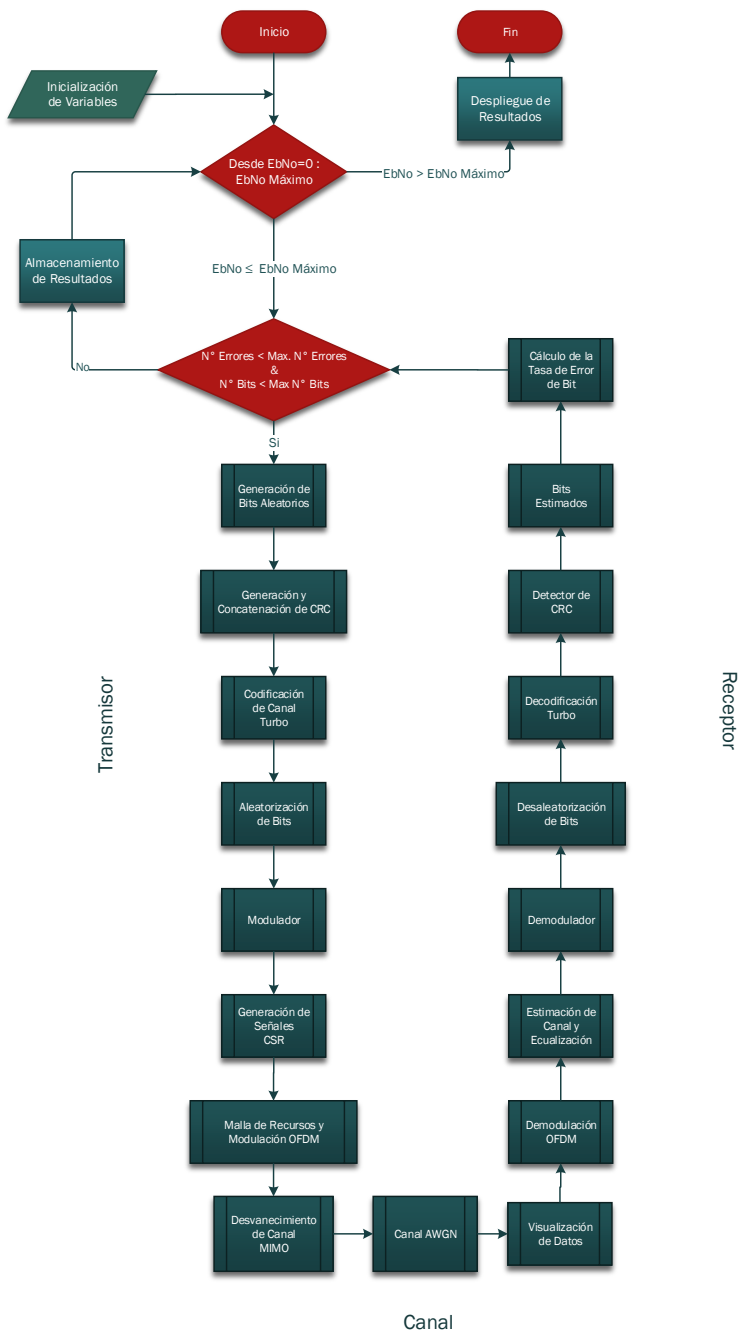 Inicio
Fin
Inicialización
de Variables
Despliegue de
Resultados
Desde EbNo=0 :
EbNo Máximo
EbNo > EbNo Máximo
Almacenamiento
de Resultados
EbNo ≤ EbNo Máximo
N° Errores < Max. N° Errores
&
N° Bits < Max N° Bits
No
Si
Cálculo de la
Tasa de Error
de Bit
Generación de
Bits Aleatorios
Bits
Estimados
Generación y
Concatenación de CRC
Detector de
CRC
Transmisor
Codificación
de Canal
Turbo
Decodificación
Turbo
Receptor
Aleatorización
de Bits
Desaleatorización
de Bits
Modulador
Demodulador
Generación de
Señales
CSR
Estimación de
Canal y
Ecualización
Malla de Recursos y
Modulación OFDM
Demodulación
OFDM
Desvanecimiento
de Canal
MIMO
Canal AWGN
Visualización
de Datos
Canal